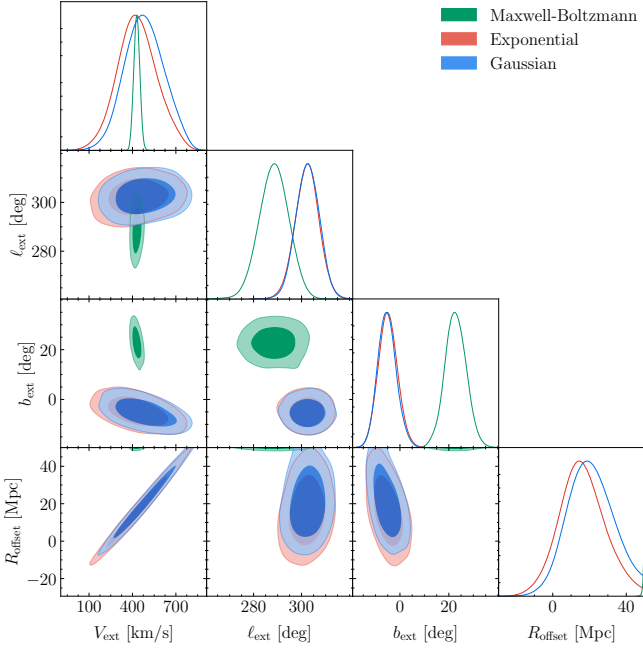 Maxwell-Boltzmann
Exponential
Gaussian
300
280
ℓext [deg]
20
0
bext [deg]
40
20
0
−20
Roffset [Mpc]
100 400 700
280 300
0 20
0 40
Vext [km/s]
ℓext [deg]
bext [deg]
Roffset [Mpc]